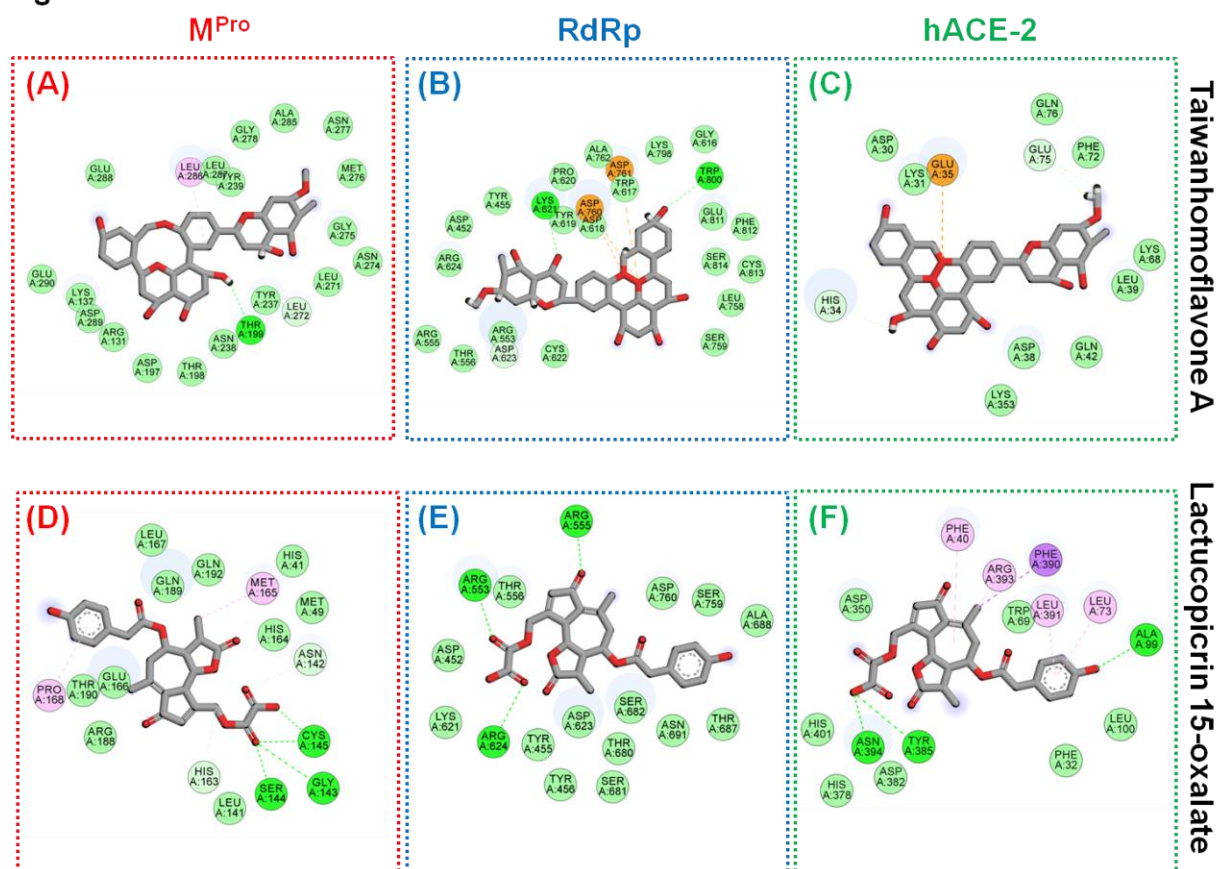 M^Pro RdRp hACE-2
Taiwanhomoflavone A
(A)
ALA A:285
ASN A:277
GLY A:278
MET A:276
LEU A:286
LEU A:287
TYR A:239
GLU A:288
GLY A:275
ASN A:274
GLU A:290
LEU A:271
LYS A:137
TYR A:237
LEU A:272
ASP A:289
ARG A:131
ASN A:238
THR A:199
ASP A:197
THR A:198
(B)
GLY A:616
ALA A:762
LYS A:798
ASP A:761
PRO A:620
TRP A:617
TRP A:800
TYR A:455
LYS A:621
ASP A:760
TYR A:619
ASP A:618
GLU A:811
PHE A:812
ASP A:452
ARG A:624
SER A:814
CYS A:813
LEU A:758
ARG A:555
ARG A:553
SER A:759
THR A:556
ASP A:623
CYS A:622
(C)
GLN A:76
ASP A:30
GLU A:75
PHE A:72
LYS A:31
GLU A:35
LYS A:68
LEU A:39
HIS A:34
ASP A:38
GLN A:42
LYS A:353
Lactucopicrin 15-oxalate
(D)
LEU A:167
GLN A:192
HIS A:41
GLN A:189
MET A:165
MET A:49
HIS A:164
ASN A:142
GLU A:166
THR A:190
PRO A:168
ARG A:188
CYS A:145
HIS A:163
SER A:144
GLY A:143
LEU A:141
(E)
ARG A:555
ARG A:553
THR A:556
ASP A:760
SER A:759
ALA A:688
ASP A:452
SER A:682
LYS A:621
ARG A:624
TYR A:455
ASP A:623
ASN A:691
THR A:687
THR A:680
TYR A:456
SER A:681
(F)
PHE A:40
PHE A:390
ARG A:393
ASP A:350
TRP A:69
LEU A:391
LEU A:73
ALA A:99
HIS A:401
ASN A:394
TYR A:385
LEU A:100
PHE A:32
HIS A:378
ASP A:382